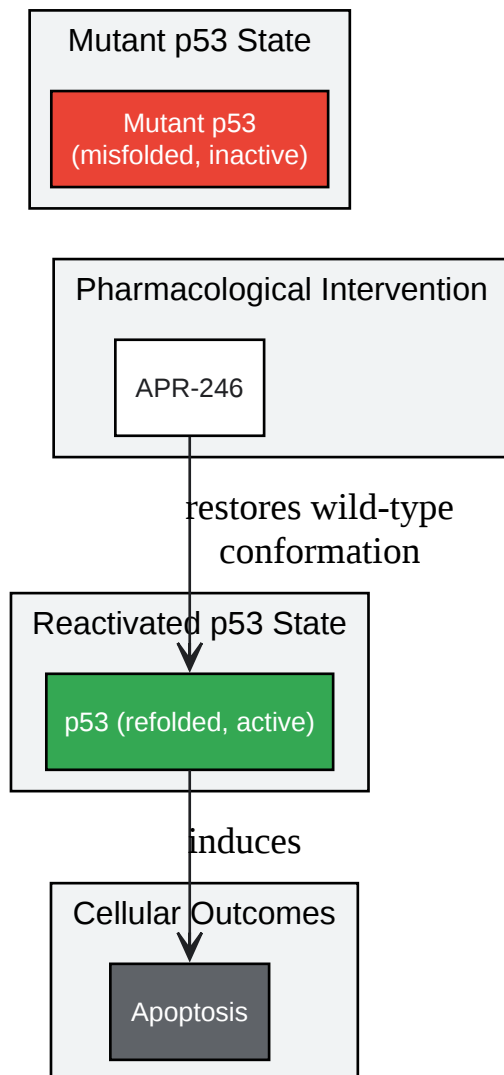 Mutant p53 State
Mutant p53
(misfolded, inactive)
Pharmacological Intervention
APR-246
restores wild-type
conformation
Reactivated p53 State
p53 (refolded, active)
induces
Cellular Outcomes
Apoptosis